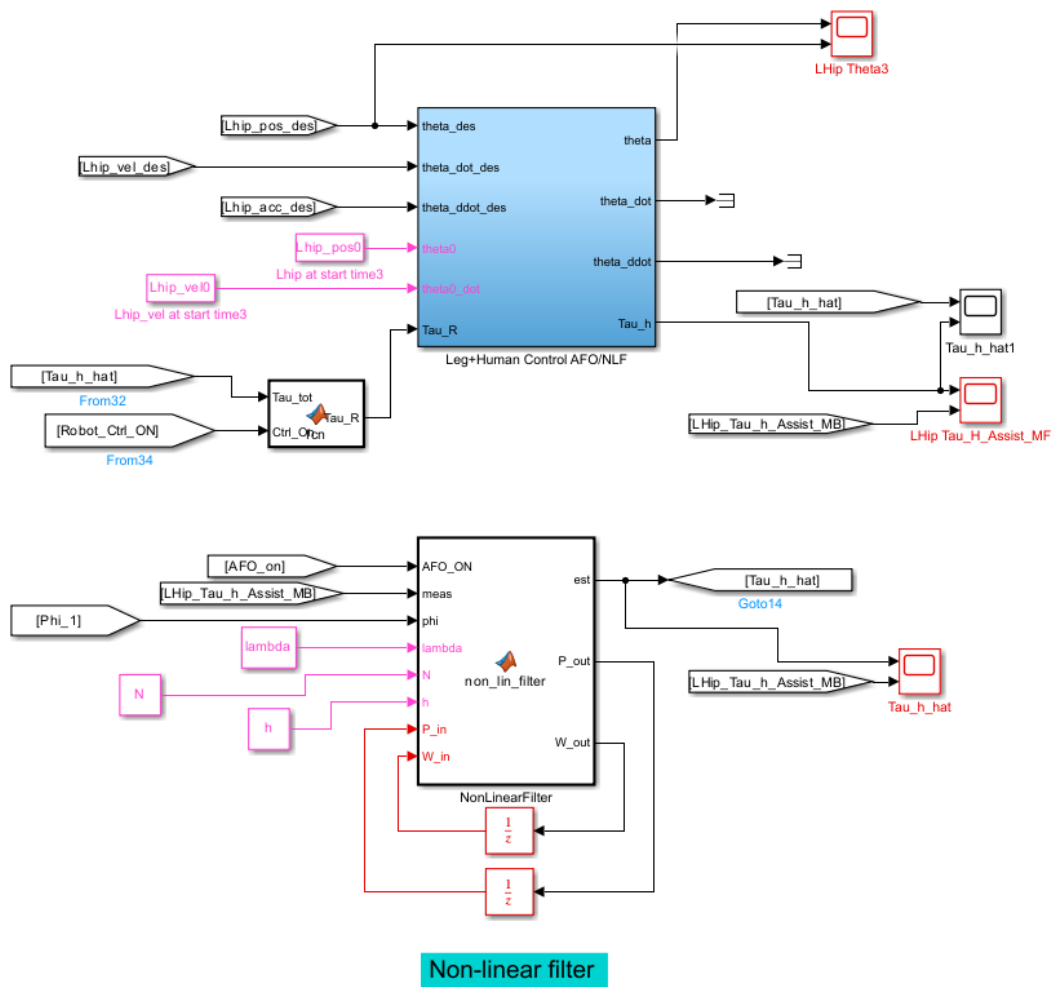 LHip Theta3
[Lhip_pos_des]
theta_des
theta
[Lhip_vel_des]
theta_dot_des
[Lhip_acc_des]
theta_ddot_des
theta_dot
Lhip_pos0
theta0
Lhip at start time3
theta_ddot
Lhip_vel0
theta0_dot
Lhip_vel at start time3
[Tau_h_hat]
Tau_R
Tau_h
Tau_h_hat1
Leg+Human Control AFO/NLF
[Tau_h_hat]
From32
Tau_tot
Tau_R
[Robot_Ctrl_ON]
Ctrl_On
fcn
From34
[LHip_Tau_h_Assist_MB]
LHip Tau_H_Assist_MF
[AFO_on]
AFO_ON
[LHip_Tau_h_Assist_MB]
meas
est
[Tau_h_hat]
Goto14
[Phi_1]
phi
lambda
lambda
N
N
h
h
non_lin_filter
P_out
[LHip_Tau_h_Assist_MB]
Tau_h_hat
P_in
W_in
W_out
NonLinearFilter
1
z
1
z
Non-linear filter